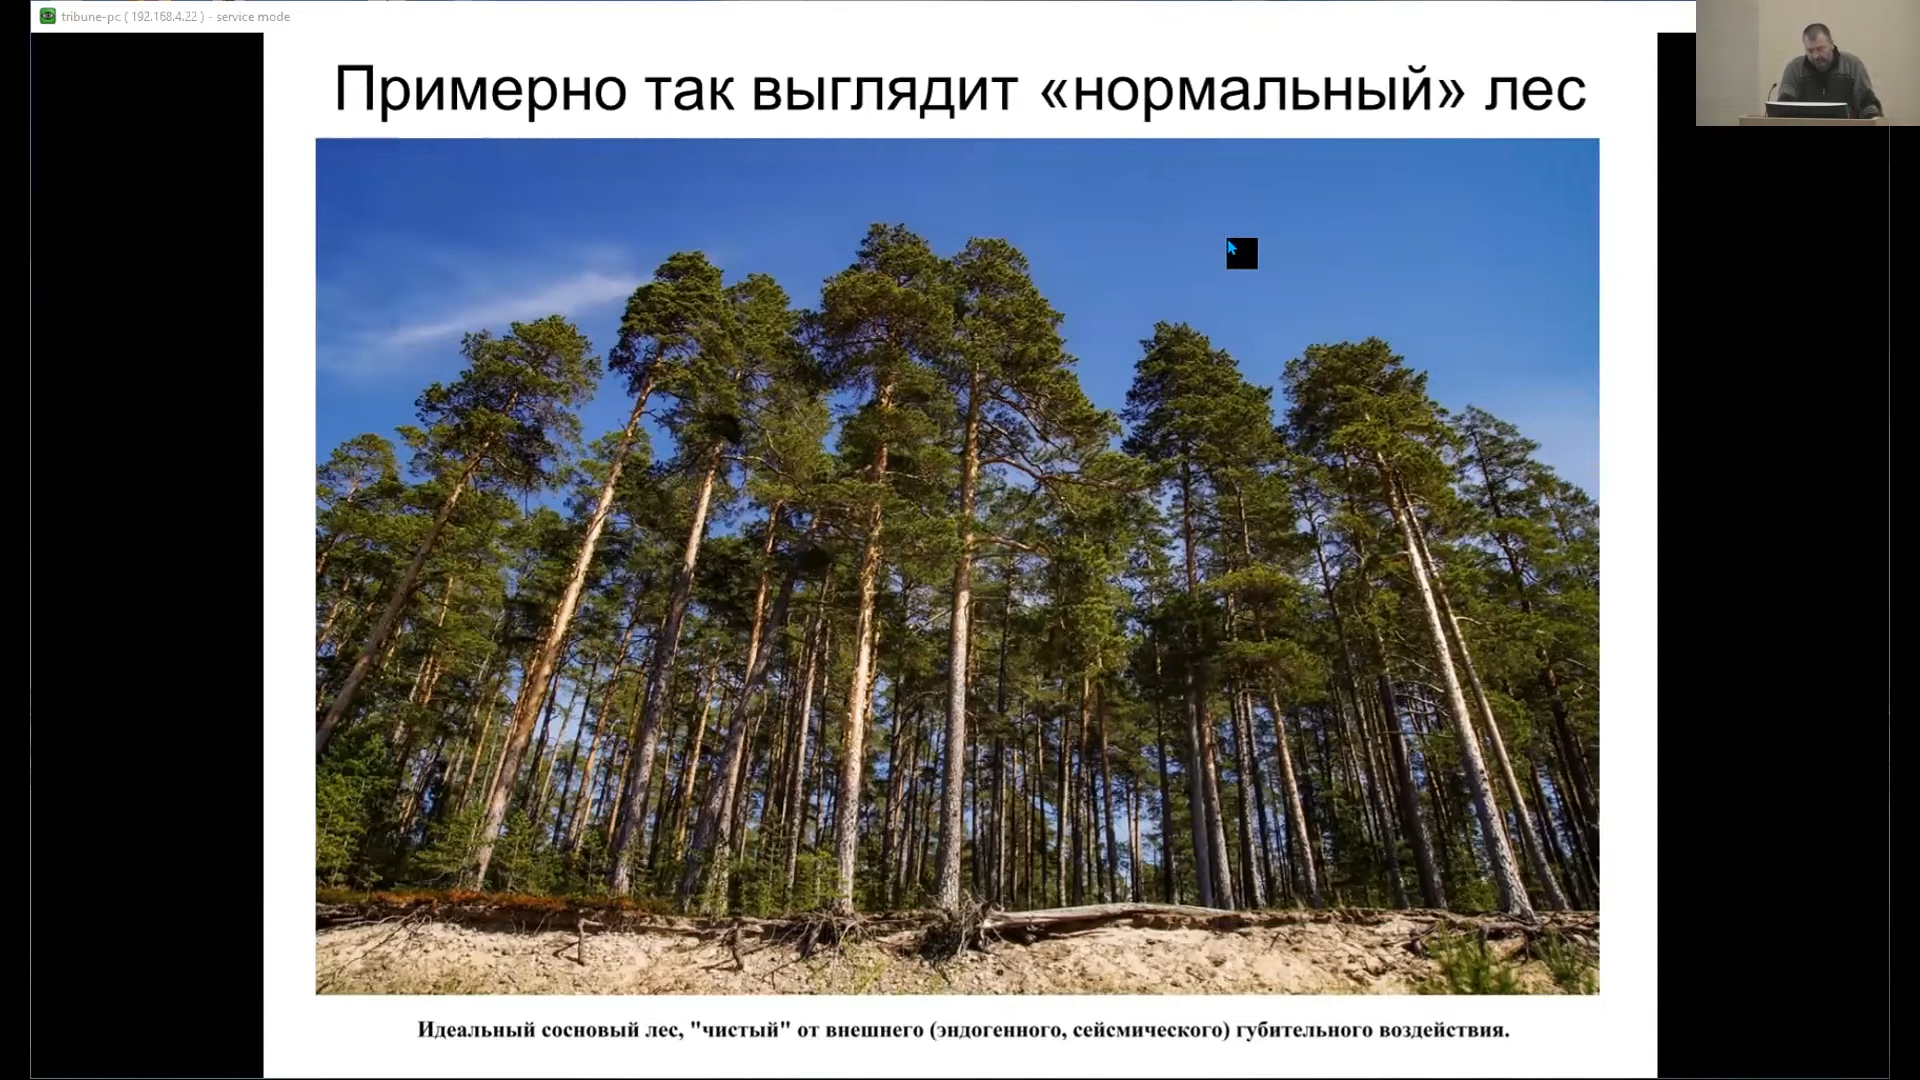 tribune-pc ( 192.168.4.22 ) - service mode
Примерно так выглядит «нормальный» лес
Идеальный сосновый лес, "чистый" от внешнего (эндогенного, сейсмического) губительного воздействия.